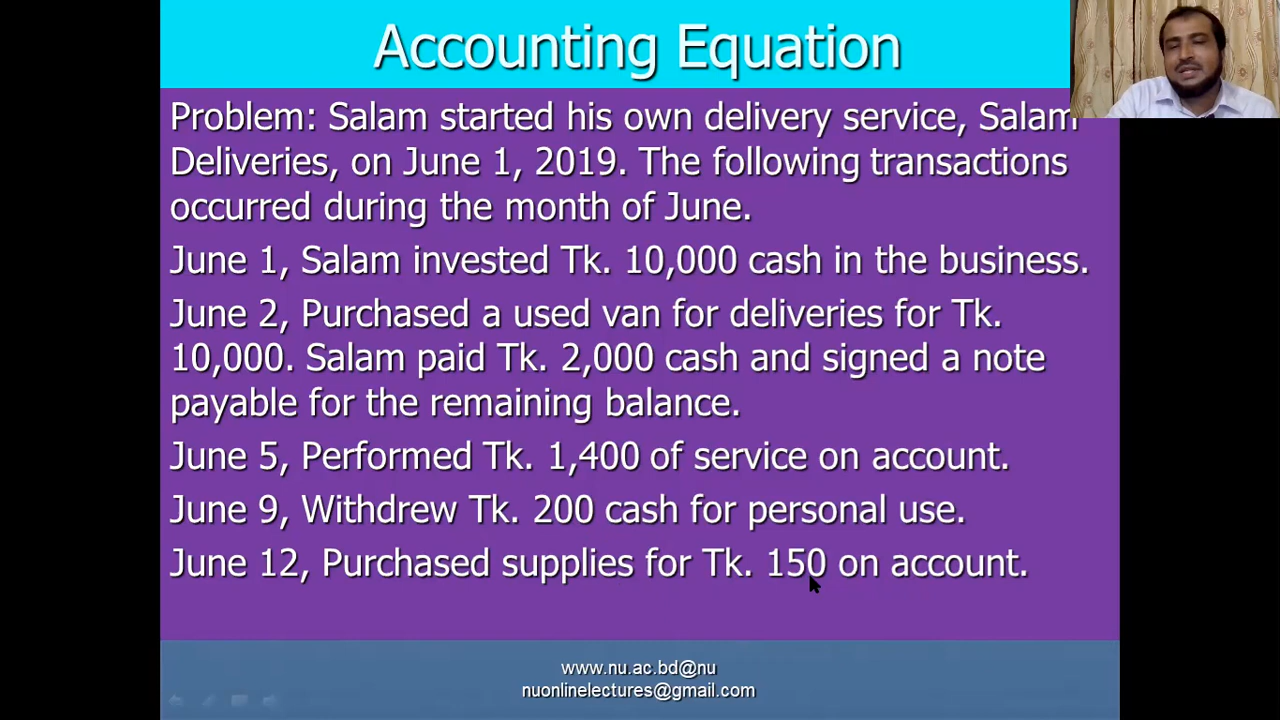 Accounting Equation
Problem: Salam started his own delivery service, Salam
Deliveries, on June 1, 2019. The following transactions
occurred during the month of June.
June 1, Salam invested Tk. 10,000 cash in the business.
June 2, Purchased a used van for deliveries for Tk.
10,000. Salam paid Tk. 2,000 cash and signed a note
payable for the remaining balance.
June 5, Performed Tk. 1,400 of service on account.
June 9, Withdrew Tk. 200 cash for personal use.
June 12, Purchased supplies for Tk. 150 on account.
www.nu.ac.bd@nu
nuonlinelectures@gmail.com